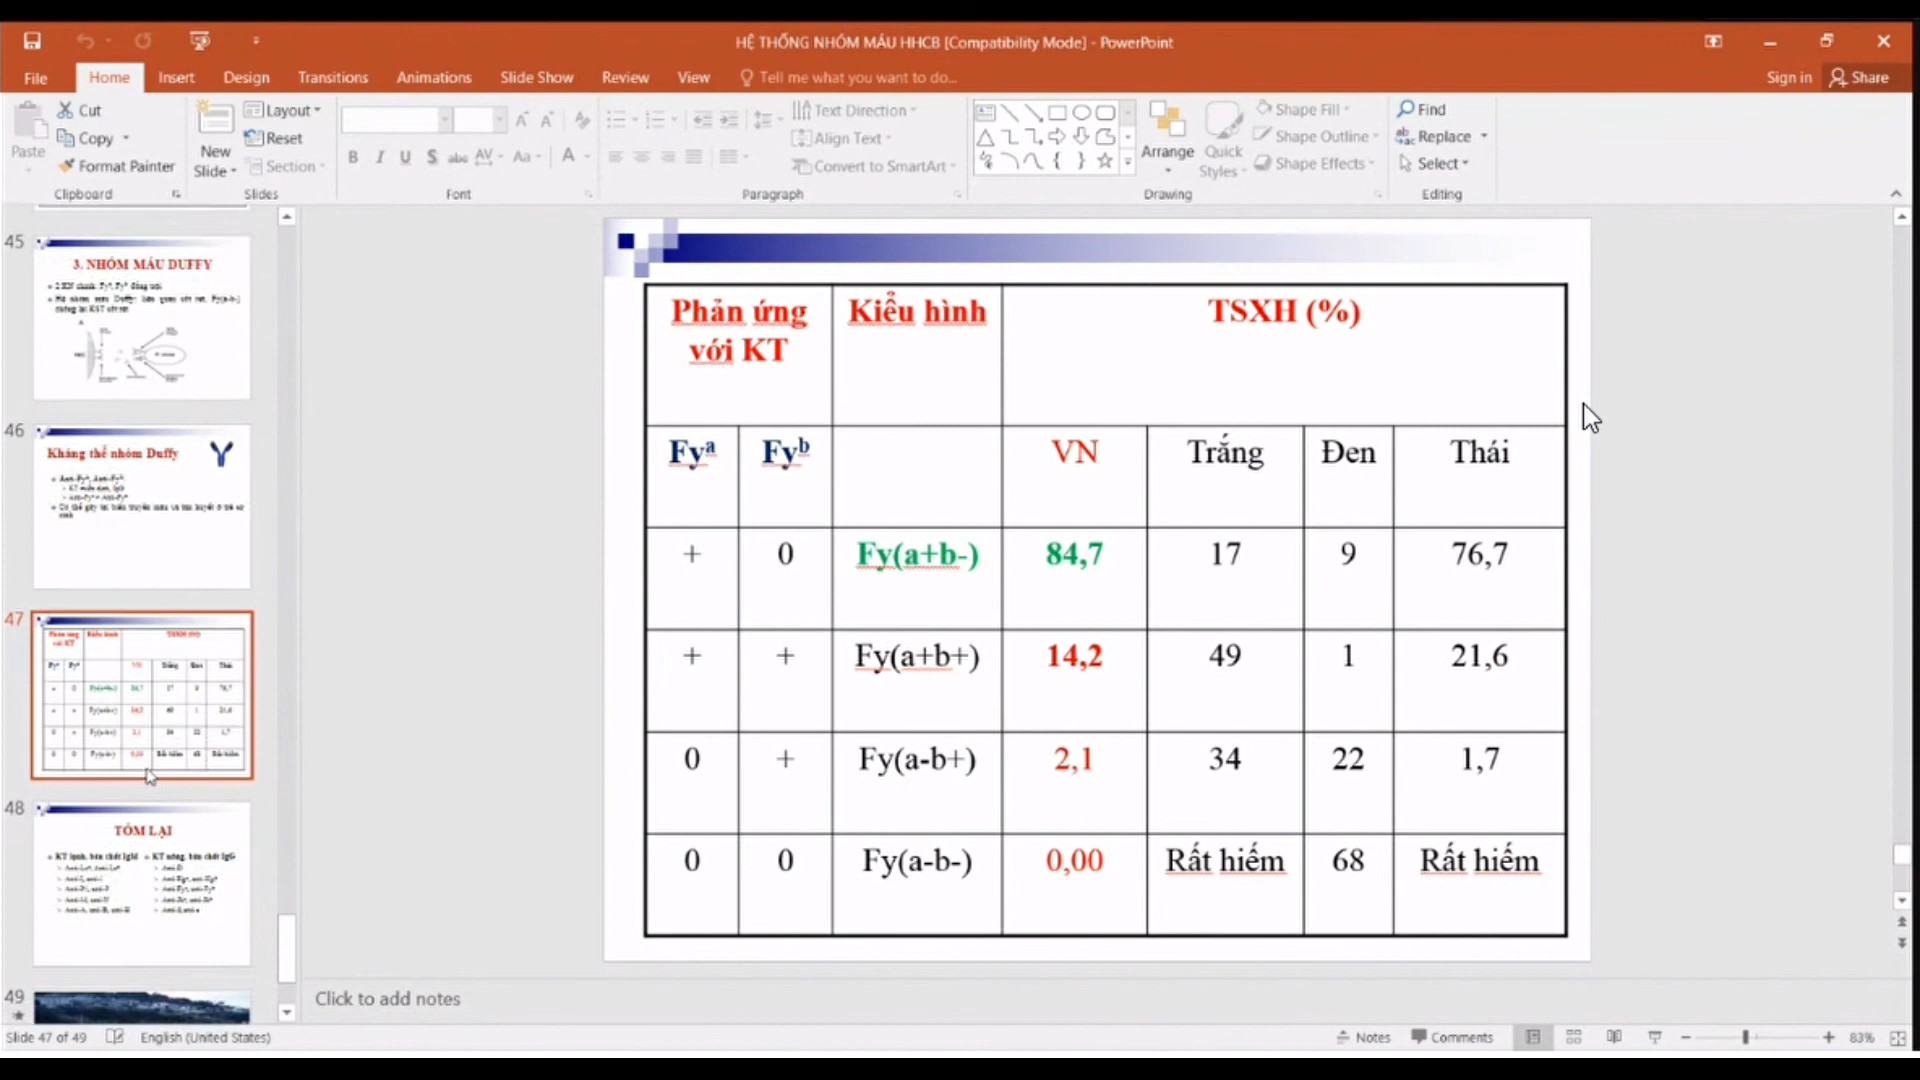 HỆ THỐNG NHÓM MÁU HHCB [Compatibility Mode] - PowerPoint
File Home Insert Design Transitions Animations Slide Show Review View Tell me what you want to do... Sign in Share
Paste
Cut
Copy
Format Painter
Clipboard
New Slide
Layout
Reset
Section
Slides
B I U S abc AV Aa A
Font
Text Direction
Align Text
Convert to SmartArt
Paragraph
Arrange
Quick Styles
Shape Fill
Shape Outline
Shape Effects
Drawing
Find
Replace
Select
Editing
45
3. NHÓM MÁU DUFFY
46
Kháng thể nhóm Duffy
47
48
TÓM LẠI
49
Phản ứng với KT Kiểu hình TSXH (%)
Fyᵃ Fyᵇ VN Trắng Đen Thái
+ 0 Fy(a+b-) 84,7 17 9 76,7
+ + Fy(a+b+) 14,2 49 1 21,6
0 + Fy(a-b+) 2,1 34 22 1,7
0 0 Fy(a-b-) 0,00 Rất hiếm 68 Rất hiếm
Click to add notes
Slide 47 of 49 English (United States) Notes Comments 83%